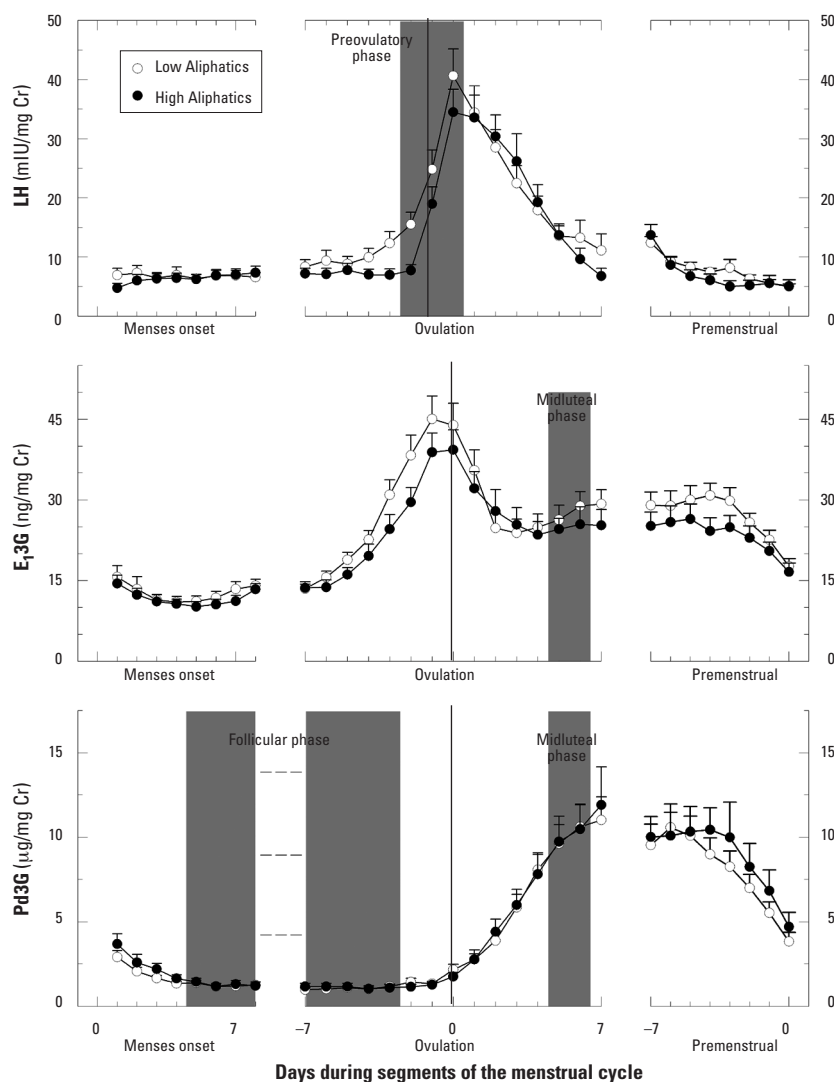 50
50
Preovulatory
phase
Low Aliphatics
High Aliphatics
40
40
30
30
20
20
10
10
0
0
LH (mIU/mg Cr)
Menses onset
Ovulation
Premenstrual
45
45
Midluteal
phase
30
30
15
15
0
0
E₁3G (ng/mg Cr)
Menses onset
Ovulation
Premenstrual
15
15
Follicular phase
Midluteal
phase
10
10
5
5
0
0
Pd3G (µg/mg Cr)
0
7
–7
0
7
–7
0
Menses onset
Ovulation
Premenstrual
Days during segments of the menstrual cycle